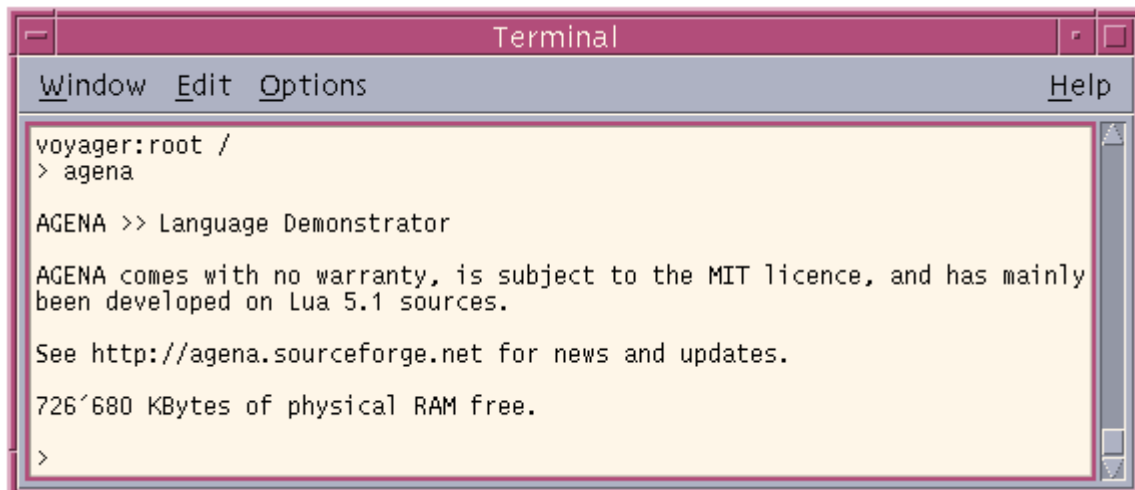 Terminal
Window Edit Options Help
voyager:root /
> agena
AGENA >> Language Demonstrator
AGENA comes with no warranty, is subject to the MIT licence, and has mainly
been developed on Lua 5.1 sources.
See http://agena.sourceforge.net for news and updates.
726´680 KBytes of physical RAM free.
>